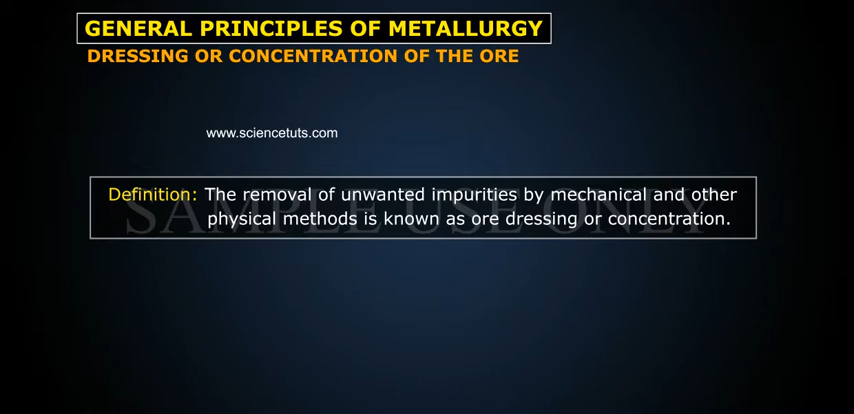 GENERAL PRINCIPLES OF METALLURGY
DRESSING OR CONCENTRATION OF THE ORE
www.sciencetuts.com
Definition: The removal of unwanted impurities by mechanical and other
physical methods is known as ore dressing or concentration.
SAMPLE USE ONLY